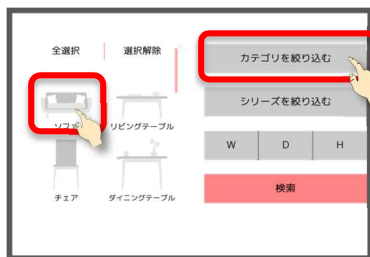 全選択 選択解除
カテゴリを絞り込む
シリーズを絞り込む
リビングテーブル
W D H
検索
チェア ダイニングテーブル